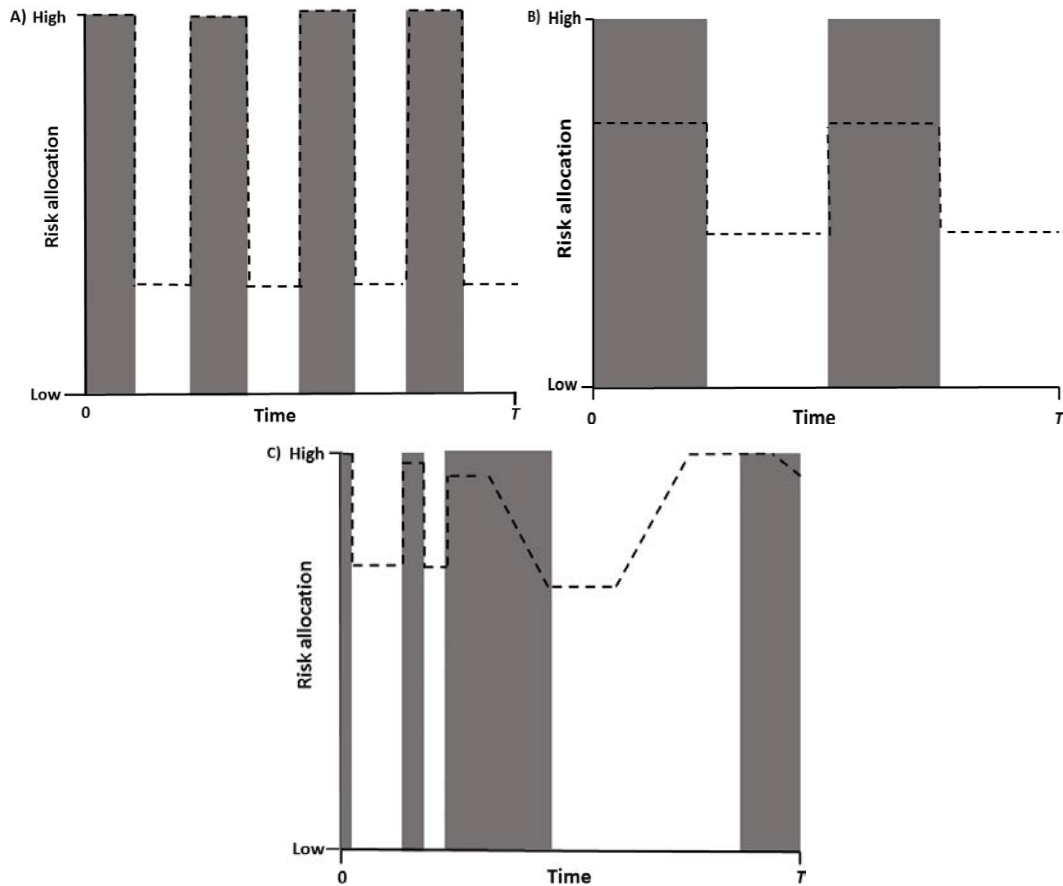 A) High
Risk allocation
Low
0
Time
T
B) High
Risk allocation
Low
0
Time
T
C) High
Risk allocation
Low
0
Time
T